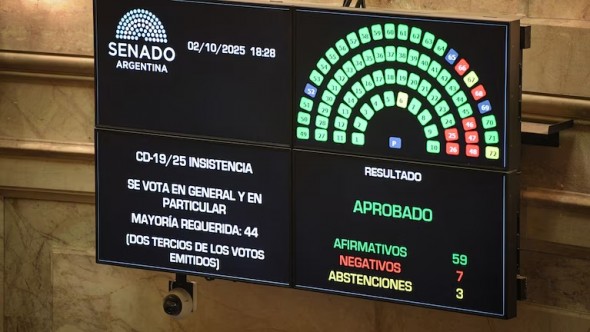 SENADO
ARGENTINA
02/10/2025 18:28
CD-19/25 INSISTENCIA
SE VOTA EN GENERAL Y EN
PARTICULAR
MAYORÍA REQUERIDA: 44
(DOS TERCIOS DE LOS VOTOS
EMITIDOS)
RESULTADO
APROBADO
AFIRMATIVOS 59
NEGATIVOS 7
ABSTENCIONES 3